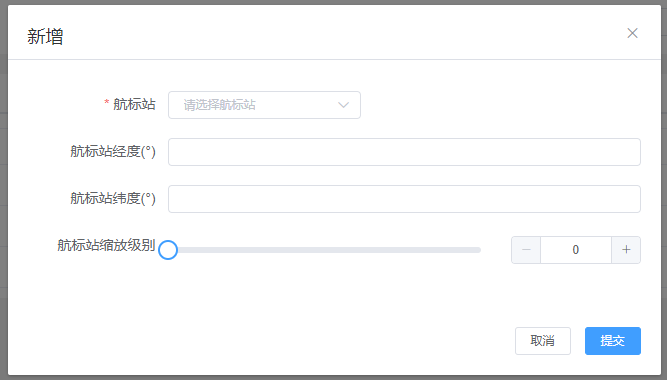 新增
* 航标站 请选择航标站
航标站经度(°)
航标站纬度(°)
航标站缩放级别 0
取消 提交